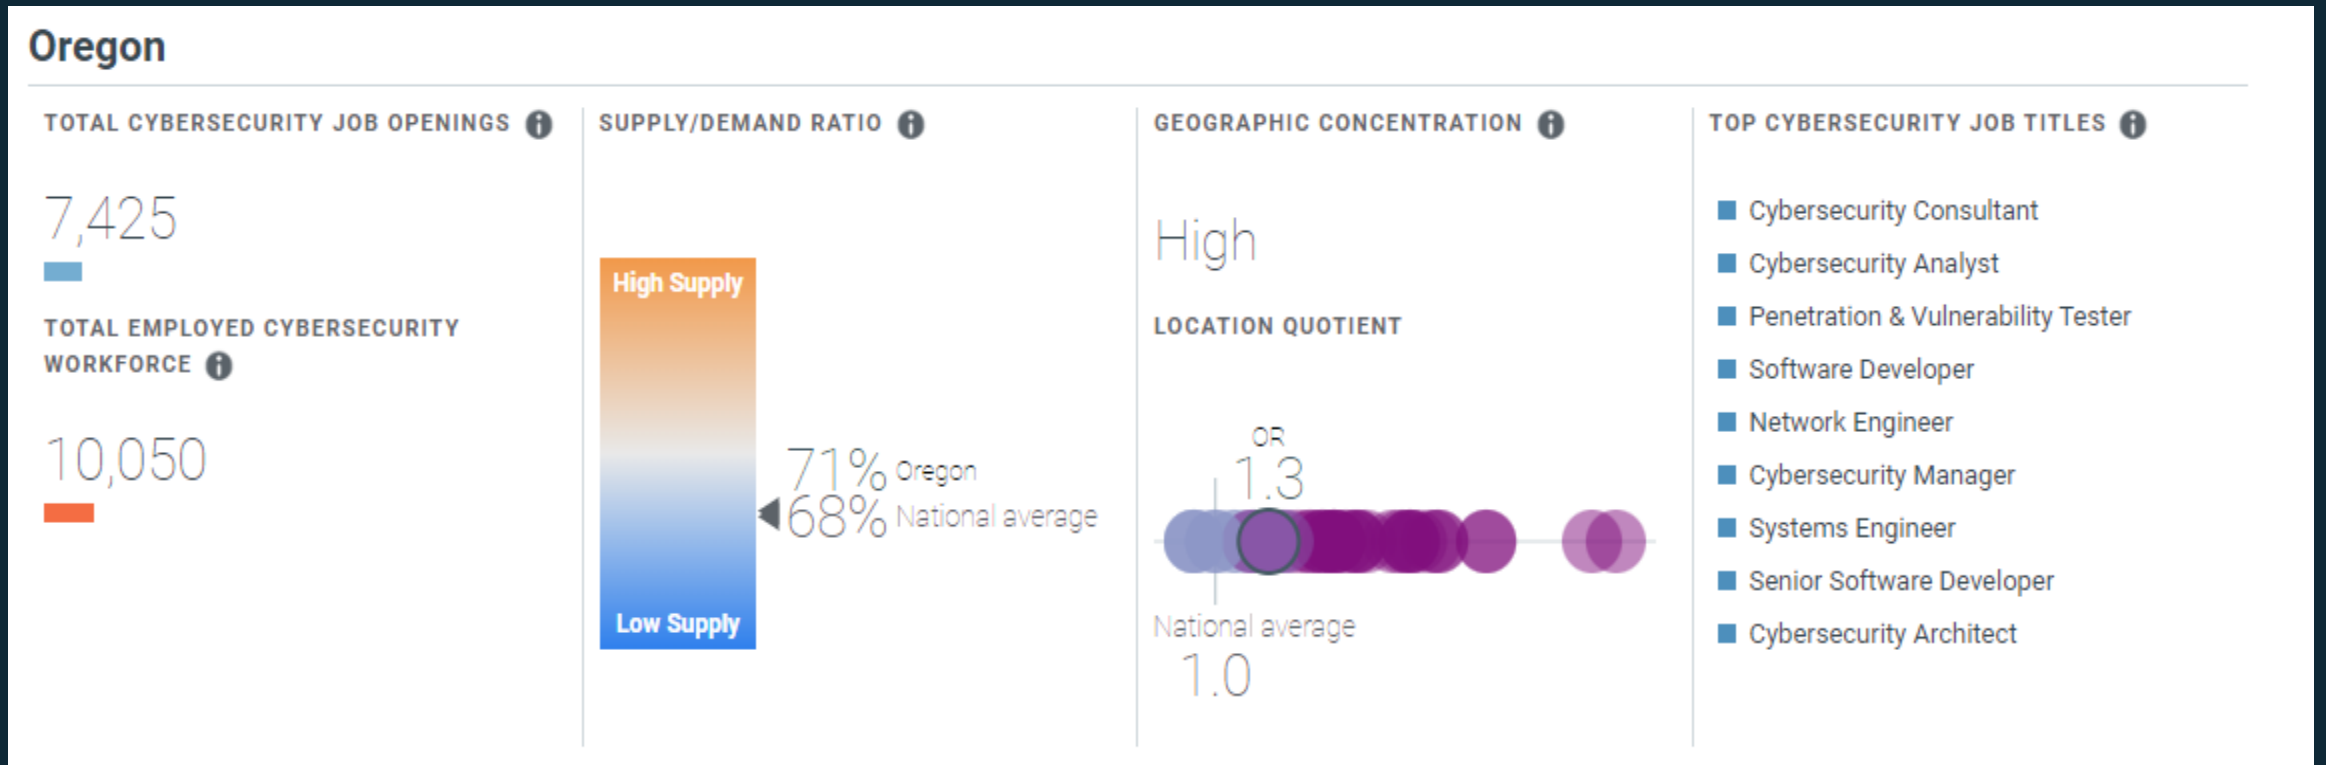 Oregon
TOTAL CYBERSECURITY JOB OPENINGS
7,425
TOTAL EMPLOYED CYBERSECURITY
WORKFORCE
10,050
SUPPLY/DEMAND RATIO
High Supply
71% Oregon
68% National average
Low Supply
GEOGRAPHIC CONCENTRATION
High
LOCATION QUOTIENT
OR
1.3
National average
1.0
TOP CYBERSECURITY JOB TITLES
Cybersecurity Consultant
Cybersecurity Analyst
Penetration & Vulnerability Tester
Software Developer
Network Engineer
Cybersecurity Manager
Systems Engineer
Senior Software Developer
Cybersecurity Architect